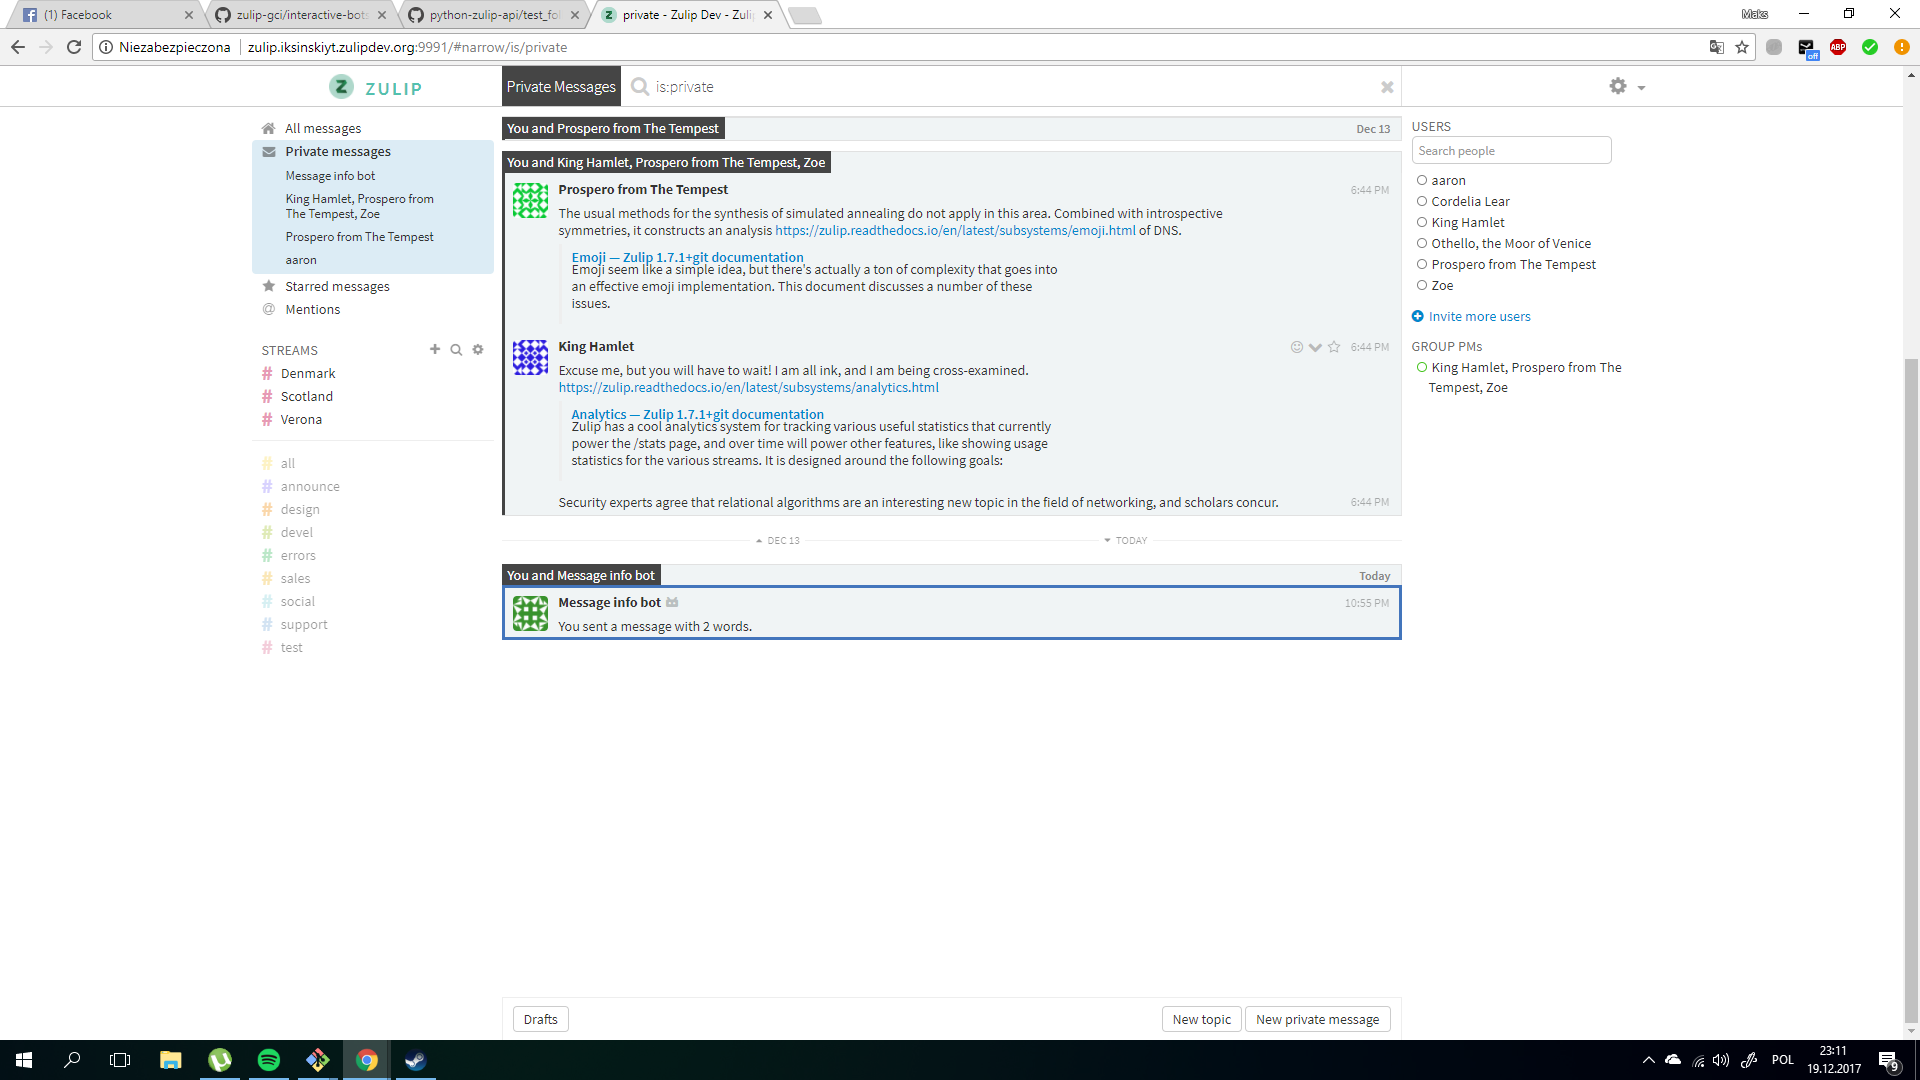 (1) Facebook
zulip-gci/interactive-bots
python-zulip-api/test_fol
private - Zulip Dev - Zulip
Maks
Niezabezpieczona
zulip.iksinskiyt.zulipdev.org:9991/#narrow/is/private
off
ABP
Z ZULIP
Private Messages
is:private
All messages
Private messages
Message info bot
King Hamlet, Prospero from
The Tempest, Zoe
Prospero from The Tempest
aaron
Starred messages
@ Mentions
STREAMS
# Denmark
# Scotland
# Verona
# all
# announce
# design
# devel
# errors
# sales
# social
# support
# test
You and Prospero from The Tempest
Dec 13
You and King Hamlet, Prospero from The Tempest, Zoe
Prospero from The Tempest
6:44 PM
The usual methods for the synthesis of simulated annealing do not apply in this area. Combined with introspective
symmetries, it constructs an analysis https://zulip.readthedocs.io/en/latest/subsystems/emoji.html of DNS.
Emoji — Zulip 1.7.1+git documentation
Emoji seem like a simple idea, but there's actually a ton of complexity that goes into
an effective emoji implementation. This document discusses a number of these
issues.
King Hamlet
6:44 PM
Excuse me, but you will have to wait! I am all ink, and I am being cross-examined.
https://zulip.readthedocs.io/en/latest/subsystems/analytics.html
Analytics — Zulip 1.7.1+git documentation
Zulip has a cool analytics system for tracking various useful statistics that currently
power the /stats page, and over time will power other features, like showing usage
statistics for the various streams. It is designed around the following goals:
Security experts agree that relational algorithms are an interesting new topic in the field of networking, and scholars concur.
6:44 PM
DEC 13
TODAY
You and Message info bot
Today
Message info bot
10:55 PM
You sent a message with 2 words.
Drafts
New topic
New private message
USERS
Search people
aaron
Cordelia Lear
King Hamlet
Othello, the Moor of Venice
Prospero from The Tempest
Zoe
Invite more users
GROUP PMs
King Hamlet, Prospero from The
Tempest, Zoe
POL
23:11
19.12.2017
9